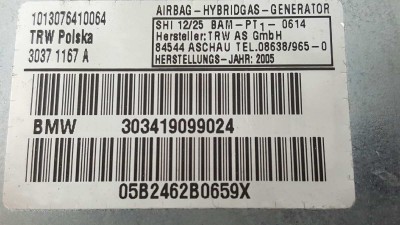 1013076410064
TRW Polska
3037 1167 A
AIRBAG-HYBRIDGAS-GENERATOR
SHI 12/25 BAM-PT1-0614
Hersteller:TRW AS GmbH
84544 ASCHAU TEL.08638/965-0
HERSTELLUNGS-JAHR: 2005
BMW 303419099024
05B2462B0659X